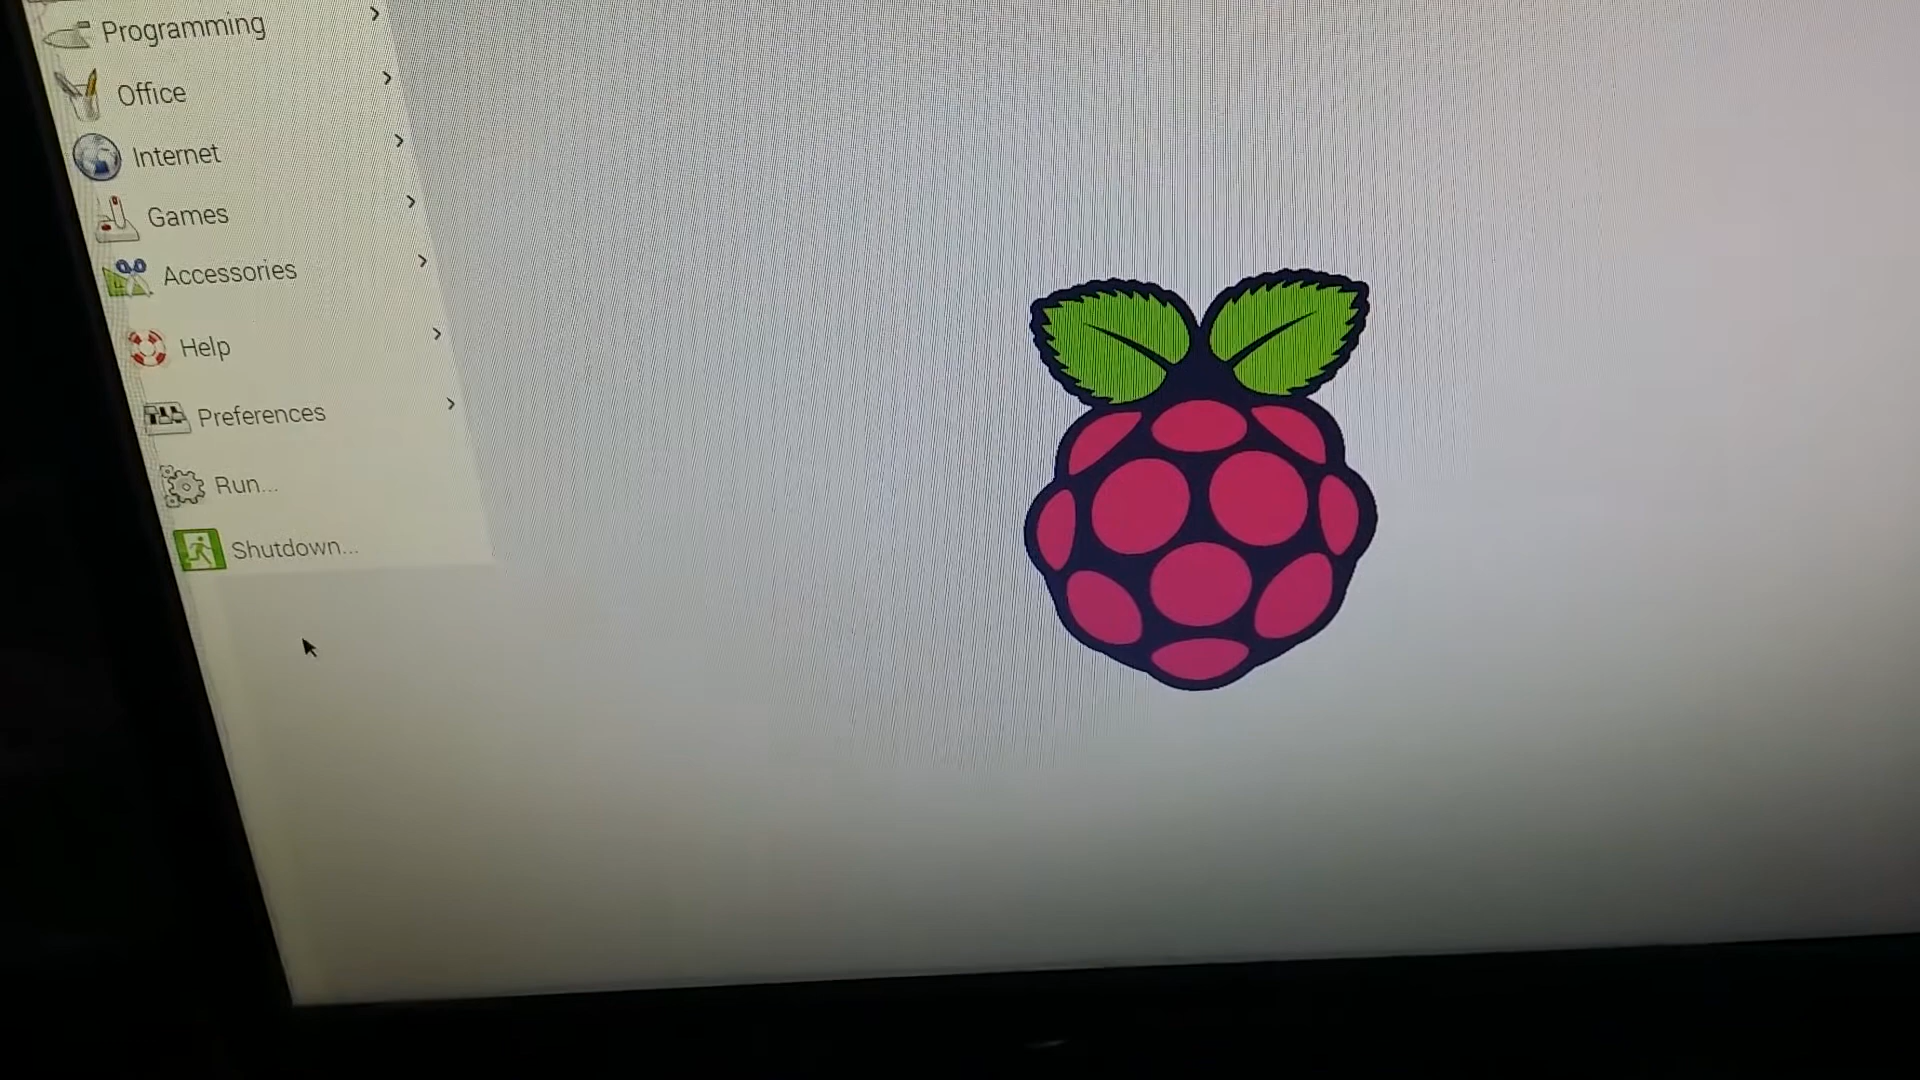 Programming
Office
Internet
Games
Accessories
Help
Preferences
Run...
Shutdown...